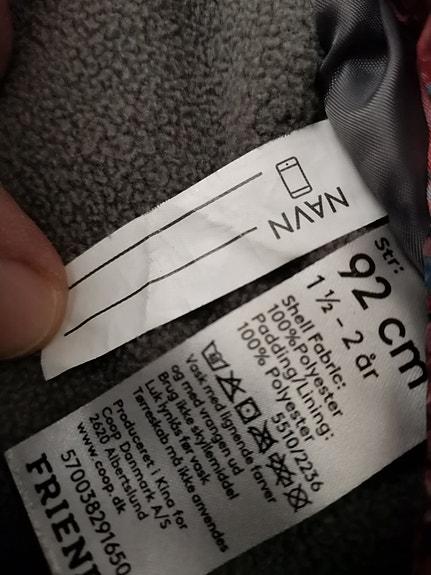 NAVN
Str:
92 cm
1 ½ - 2 år
Shell Fabric:
100%Polyester
Padding/Lining:
100% Polyester
5510/2236
Vask med lignende farver
og med vrangen ud
Brug ikke skyllemiddel
Luk lynlås før vask
Tørreskab må ikke anvendes
Produceret i Kina for
Coop Danmark A/S
2620 Albertslund
www.coop.dk
570038291650
FRIEN